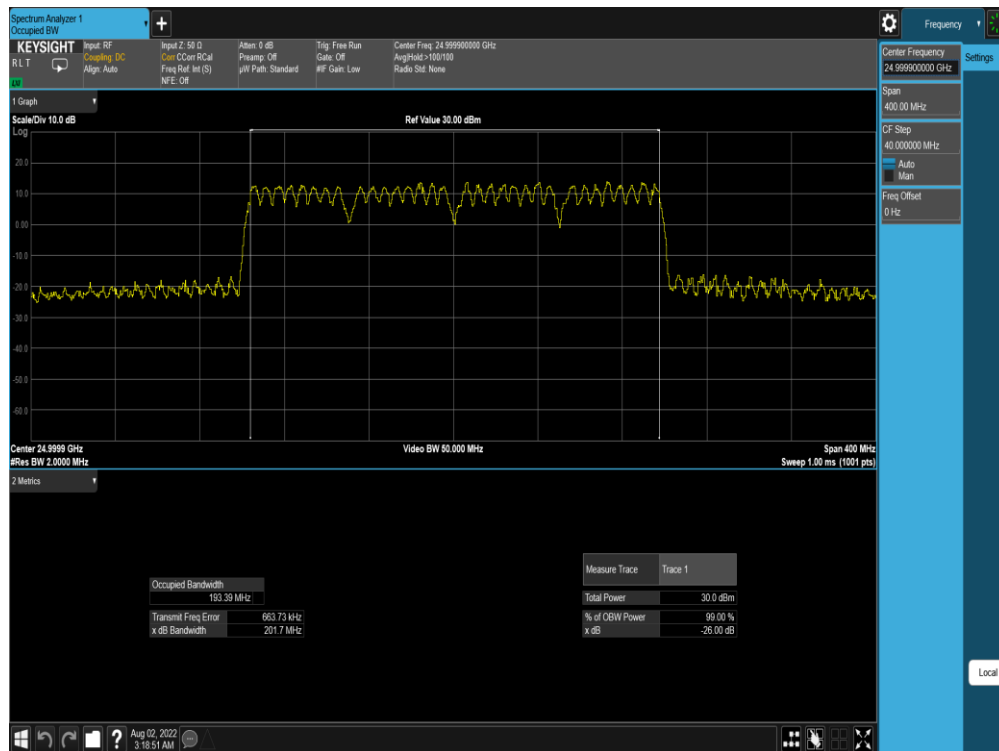 Spectrum Analyzer 1
Occupied BW
+
Frequency
KEYSIGHT
R L T
LXI
Input: RF
Coupling: DC
Align: Auto
Input Z: 50 Ω
Corr CCorr RCal
Freq Ref: Int (S)
NFE: Off
Atten: 0 dB
Preamp: Off
µW Path: Standard
Trig: Free Run
Gate: Off
#IF Gain: Low
Center Freq: 24.999900000 GHz
Avg|Hold:>100/100
Radio Std: None
Center Frequency
24.999900000 GHz
Settings
Span
400.00 MHz
CF Step
40.000000 MHz
Auto
Man
Freq Offset
0 Hz
1 Graph
Scale/Div 10.0 dB
Ref Value 30.00 dBm
Log
20.0
10.0
0.00
-10.0
-20.0
-30.0
-40.0
-50.0
-60.0
Center 24.9999 GHz
Video BW 50.000 MHz
Span 400 MHz
#Res BW 2.0000 MHz
Sweep 1.00 ms (1001 pts)
2 Metrics
Occupied Bandwidth
193.39 MHz
Transmit Freq Error 663.73 kHz
x dB Bandwidth 201.7 MHz
Measure Trace Trace 1
Total Power 30.0 dBm
% of OBW Power 99.00 %
x dB -26.00 dB
Local
?
Aug 02, 2022
3:18:51 AM